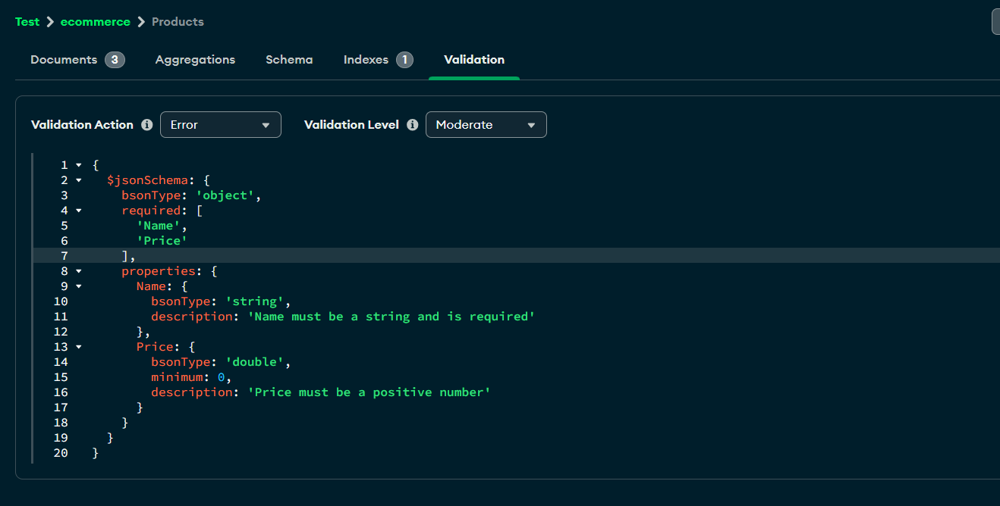 Test > ecommerce > Products
Documents 3 Aggregations Schema Indexes 1 Validation
Validation Action Error Validation Level Moderate
1 {
2 $jsonSchema: {
3 bsonType: 'object',
4 required: [
5 'Name',
6 'Price'
7 ],
8 properties: {
9 Name: {
10 bsonType: 'string',
11 description: 'Name must be a string and is required'
12 },
13 Price: {
14 bsonType: 'double',
15 minimum: 0,
16 description: 'Price must be a positive number'
17 }
18 }
19 }
20 }